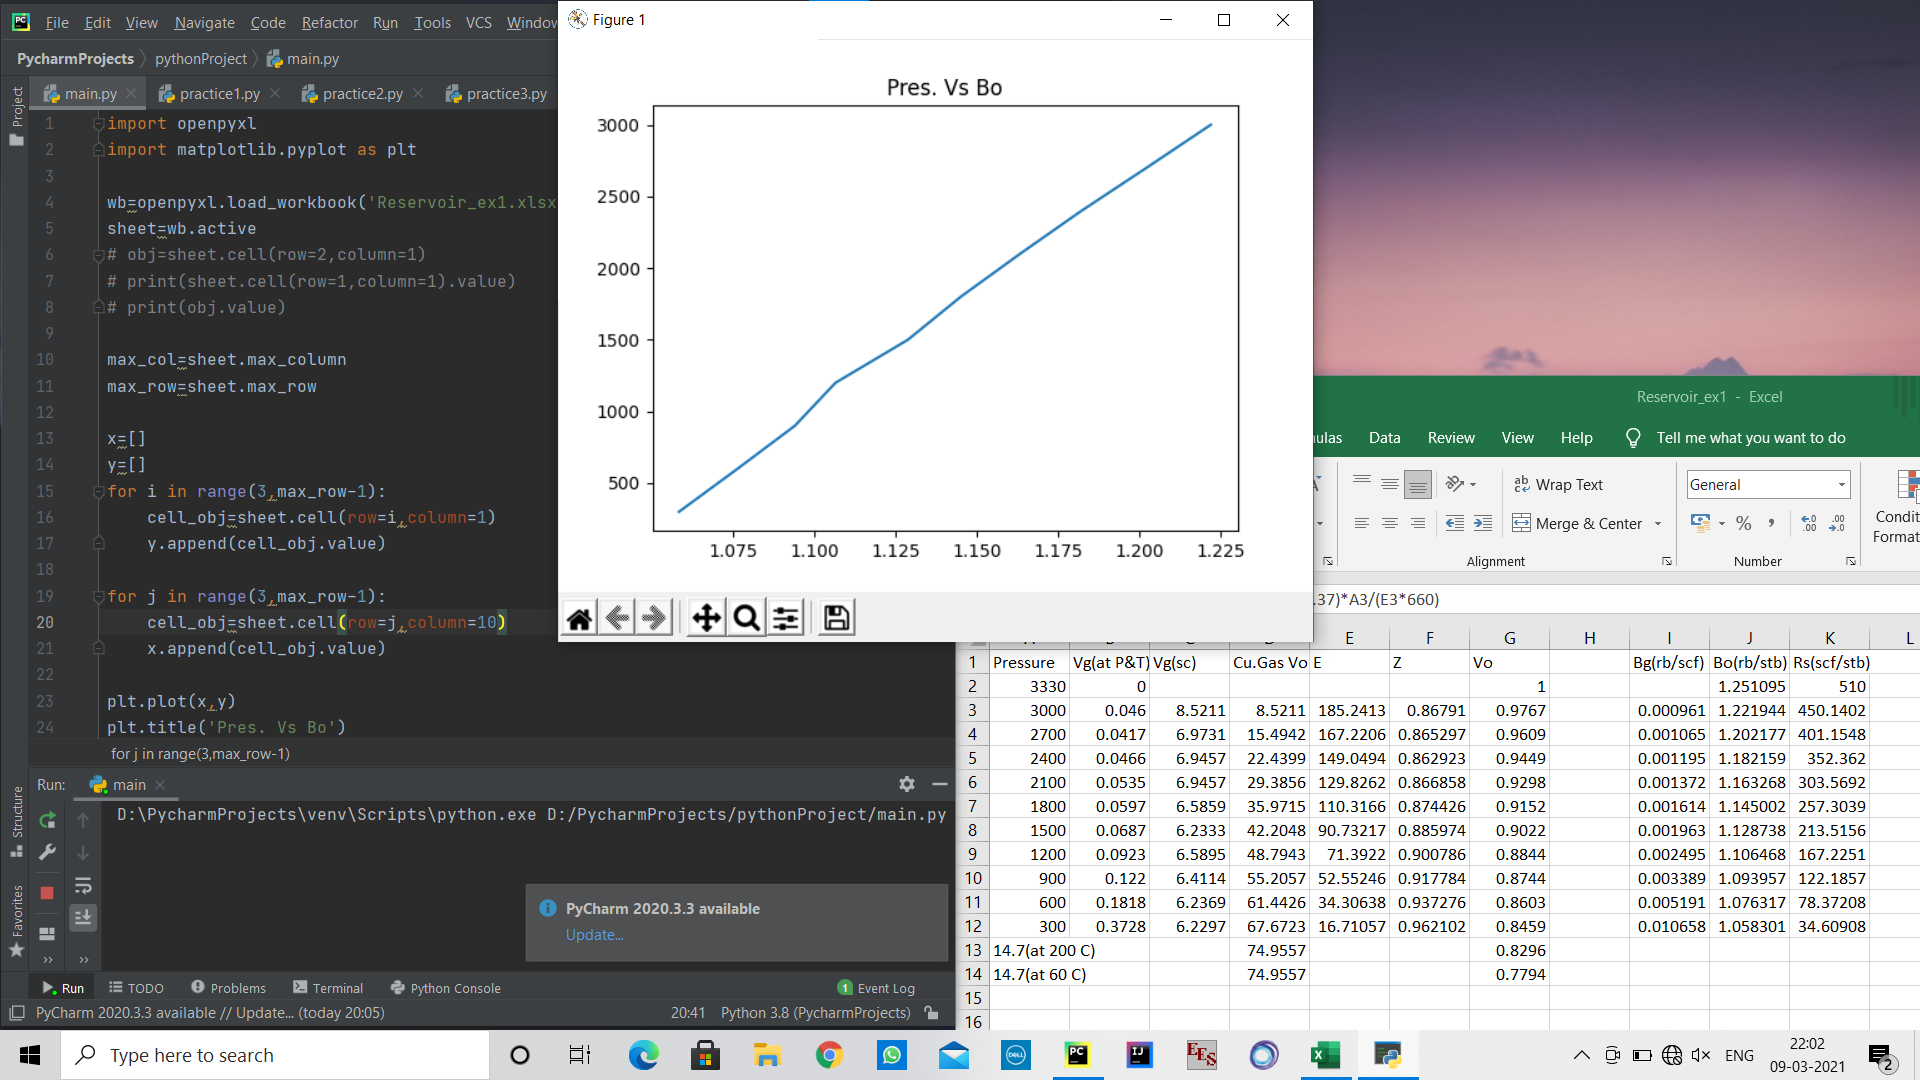 File Edit View Navigate Code Refactor Run Tools VCS Window
PycharmProjects pythonProject main.py
main.py practice1.py practice2.py practice3.py
Project
1 import openpyxl
2 import matplotlib.pyplot as plt
3
4 wb=openpyxl.load_workbook('Reservoir_ex1.xlsx
5 sheet=wb.active
6 # obj=sheet.cell(row=2,column=1)
7 # print(sheet.cell(row=1,column=1).value)
8 # print(obj.value)
9
10 max_col=sheet.max_column
11 max_row=sheet.max_row
12
13 x=[]
14 y=[]
15 for i in range(3,max_row-1):
16 cell_obj=sheet.cell(row=i,column=1)
17 y.append(cell_obj.value)
18
19 for j in range(3,max_row-1):
20 cell_obj=sheet.cell(row=j,column=10)
21 x.append(cell_obj.value)
22
23 plt.plot(x,y)
24 plt.title('Pres. Vs Bo')
for j in range(3,max_row-1)
Run: main
D:\PycharmProjects\venv\Scripts\python.exe D:/PycharmProjects/pythonProject/main.py
Structure
Favorites
PyCharm 2020.3.3 available
Update...
Run TODO Problems Terminal Python Console 1 Event Log
PyCharm 2020.3.3 available // Update... (today 20:05) 20:41 Python 3.8 (PycharmProjects)
Figure 1
Pres. Vs Bo
3000
2500
2000
1500
1000
500
1.075 1.100 1.125 1.150 1.175 1.200 1.225
Reservoir_ex1 - Excel
ulas Data Review View Help Tell me what you want to do
Wrap Text General
Merge & Center % Condit
Format
Alignment Number
.37)*A3/(E3*660)
E F G H I J K L
1 Pressure Vg(at P&T) Vg(sc) Cu.Gas Vo E Z Vo Bg(rb/scf) Bo(rb/stb) Rs(scf/stb)
2 3330 0 1 1.251095 510
3 3000 0.046 8.5211 8.5211 185.2413 0.86791 0.9767 0.000961 1.221944 450.1402
4 2700 0.0417 6.9731 15.4942 167.2206 0.865297 0.9609 0.001065 1.202177 401.1548
5 2400 0.0466 6.9457 22.4399 149.0494 0.862923 0.9449 0.001195 1.182159 352.362
6 2100 0.0535 6.9457 29.3856 129.8262 0.866858 0.9298 0.001372 1.163268 303.5692
7 1800 0.0597 6.5859 35.9715 110.3166 0.874426 0.9152 0.001614 1.145002 257.3039
8 1500 0.0687 6.2333 42.2048 90.73217 0.885974 0.9022 0.001963 1.128738 213.5156
9 1200 0.0923 6.5895 48.7943 71.3922 0.900786 0.8844 0.002495 1.106468 167.2251
10 900 0.122 6.4114 55.2057 52.55246 0.917784 0.8744 0.003389 1.093957 122.1857
11 600 0.1818 6.2369 61.4426 34.30638 0.937276 0.8603 0.005191 1.076317 78.37208
12 300 0.3728 6.2297 67.6723 16.71057 0.962102 0.8459 0.010658 1.058301 34.60908
13 14.7(at 200 C) 74.9557 0.8296
14 14.7(at 60 C) 74.9557 0.7794
15
16
Type here to search
ENG
22:02
09-03-2021
2